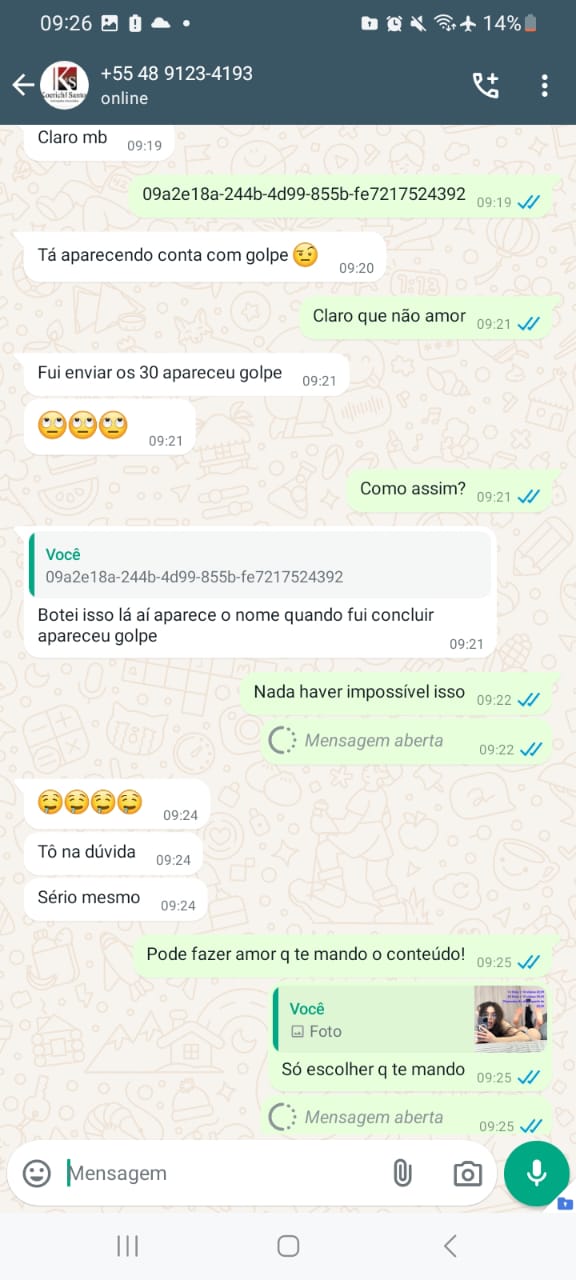 09:26
14%
+55 48 9123-4193
online
Claro mb 09:19
09a2e18a-244b-4d99-855b-fe7217524392 09:19
Tá aparecendo conta com golpe🤨 09:20
Claro que não amor 09:21
Fui enviar os 30 apareceu golpe 09:21
🙄🙄🙄 09:21
Como assim? 09:21
Você
09a2e18a-244b-4d99-855b-fe7217524392
Botei isso lá aí aparece o nome quando fui concluir
apareceu golpe
09:21
Nada haver impossível isso 09:22
Mensagem aberta 09:22
🤤🤤🤤🤤 09:24
Tô na dúvida 09:24
Sério mesmo 09:24
Pode fazer amor q te mando o conteúdo! 09:25
Você
Foto
Só escolher q te mando 09:25
Mensagem aberta 09:25
Mensagem